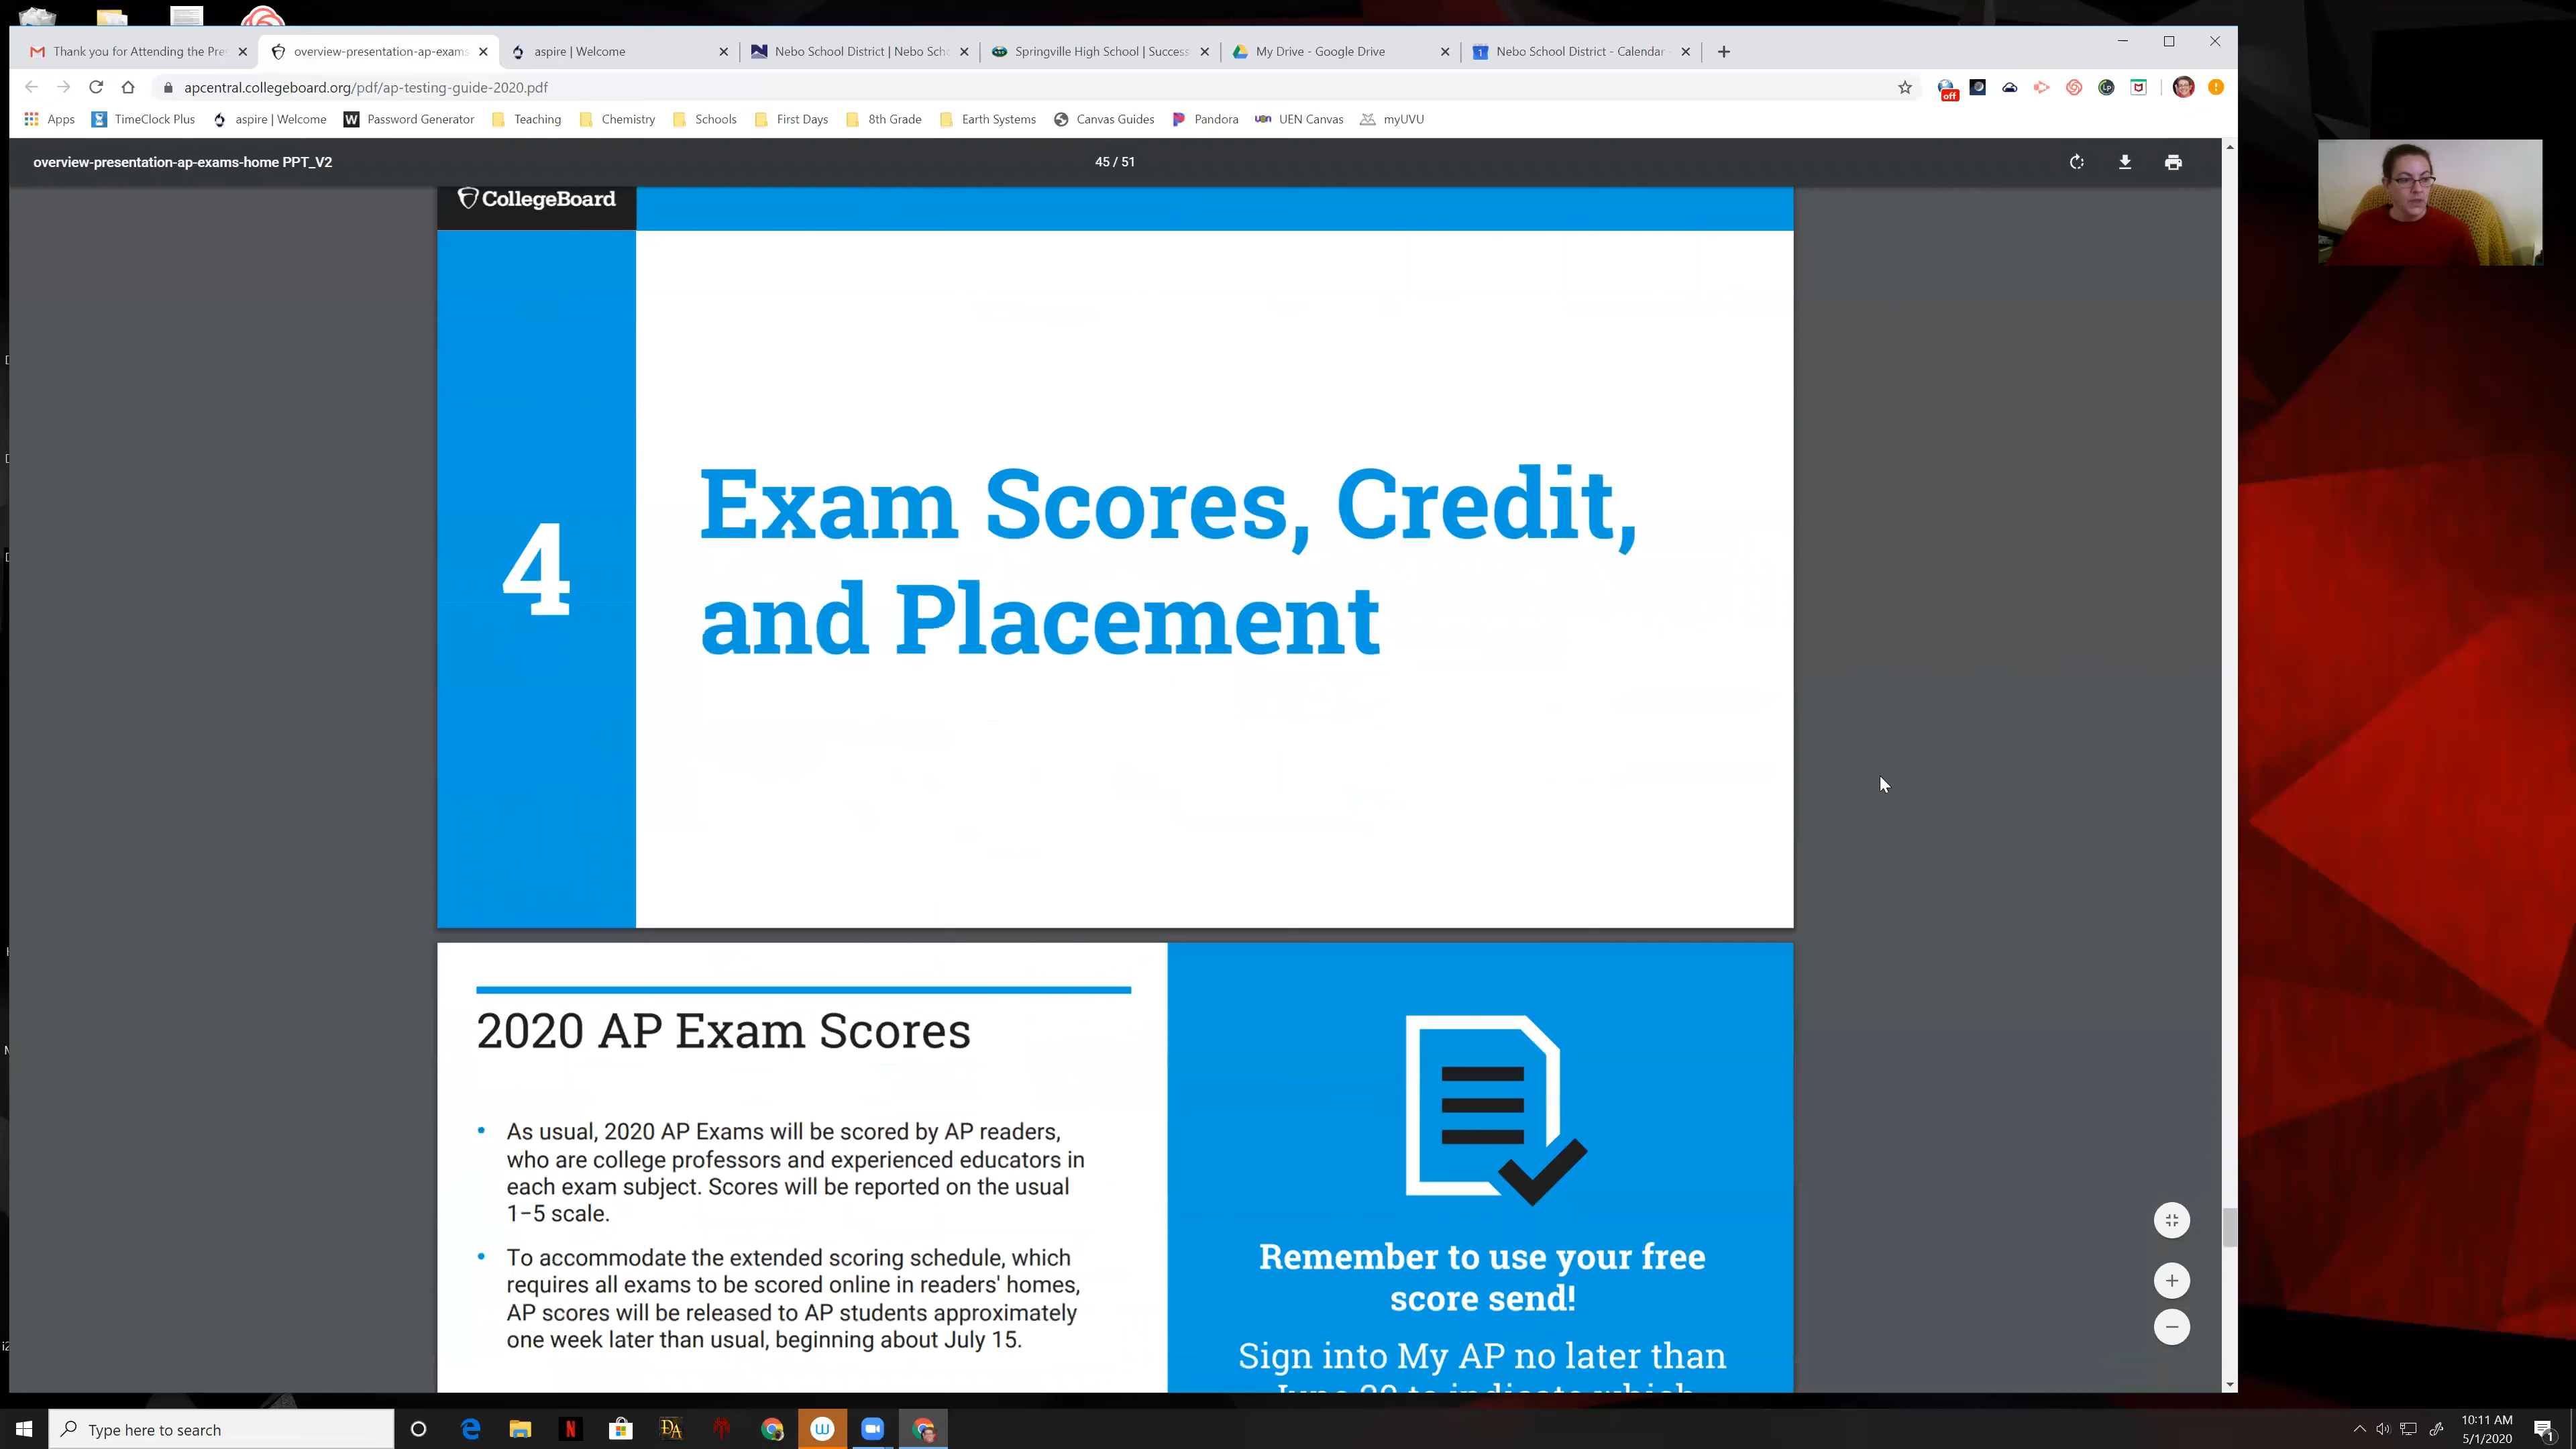 Thank you for Attending the Pre
overview-presentation-ap-exams
aspire | Welcome
Nebo School District | Nebo Sch
Springville High School | Success
My Drive - Google Drive
Nebo School District - Calendar
apcentral.collegeboard.org/pdf/ap-testing-guide-2020.pdf
off
Apps
TimeClock Plus
aspire | Welcome
Password Generator
Teaching
Chemistry
Schools
First Days
8th Grade
Earth Systems
Canvas Guides
Pandora
UEN Canvas
myUVU
overview-presentation-ap-exams-home PPT_V2
45 / 51
CollegeBoard
4
Exam Scores, Credit,
and Placement
2020 AP Exam Scores
• As usual, 2020 AP Exams will be scored by AP readers,
who are college professors and experienced educators in
each exam subject. Scores will be reported on the usual
1–5 scale.
• To accommodate the extended scoring schedule, which
requires all exams to be scored online in readers' homes,
AP scores will be released to AP students approximately
one week later than usual, beginning about July 15.
Remember to use your free
score send!
Sign into My AP no later than
Type here to search
10:11 AM
5/1/2020